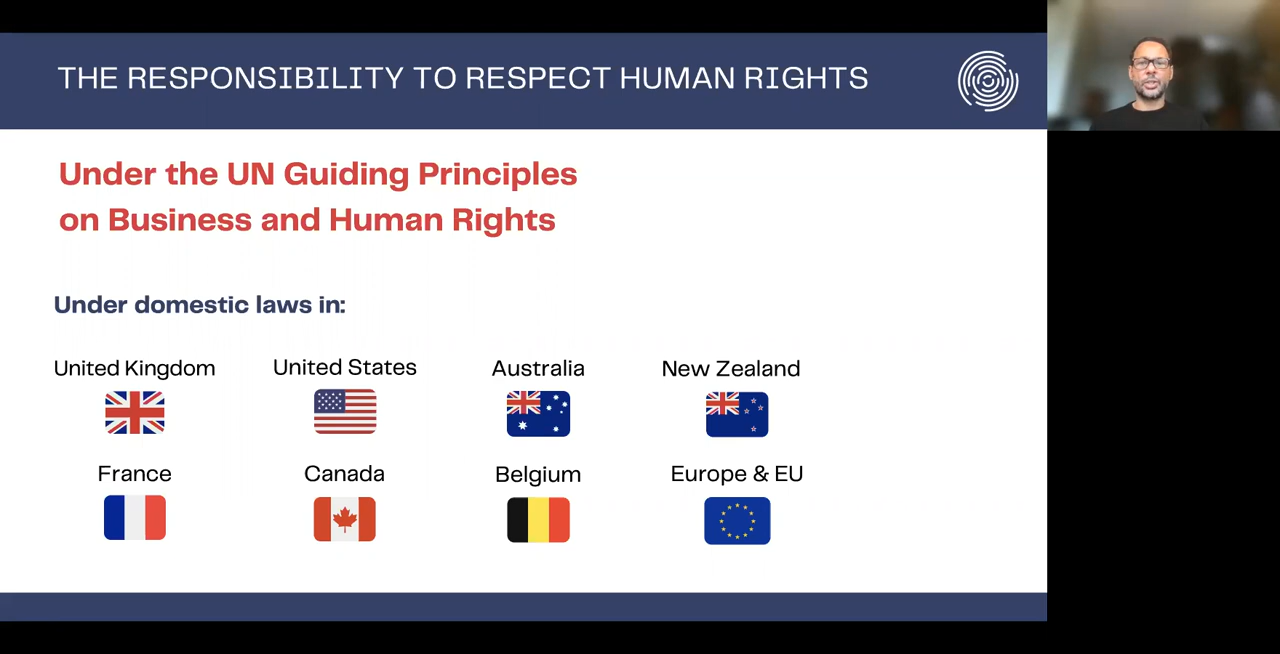 THE RESPONSIBILITY TO RESPECT HUMAN RIGHTS
Under the UN Guiding Principles
on Business and Human Rights
Under domestic laws in:
United Kingdom
United States
Australia
New Zealand
France
Canada
Belgium
Europe & EU